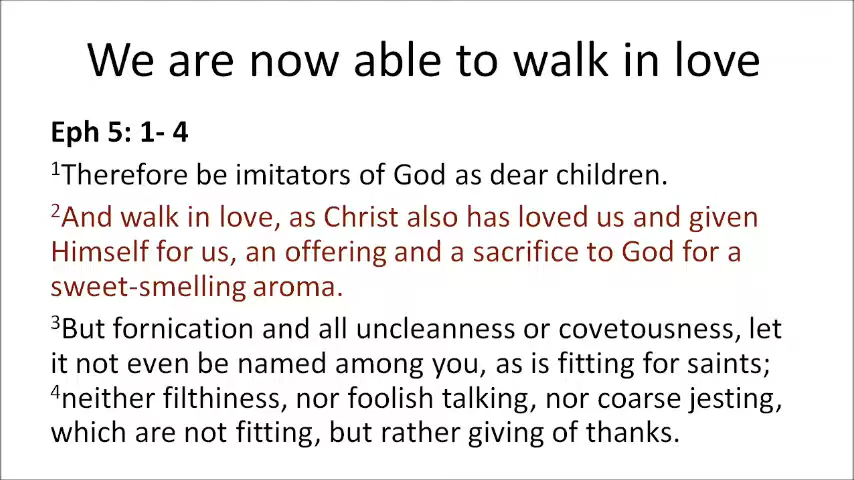 We are now able to walk in love
Eph 5: 1- 4
¹Therefore be imitators of God as dear children.
²And walk in love, as Christ also has loved us and given
Himself for us, an offering and a sacrifice to God for a
sweet-smelling aroma.
³But fornication and all uncleanness or covetousness, let
it not even be named among you, as is fitting for saints;
⁴neither filthiness, nor foolish talking, nor coarse jesting,
which are not fitting, but rather giving of thanks.